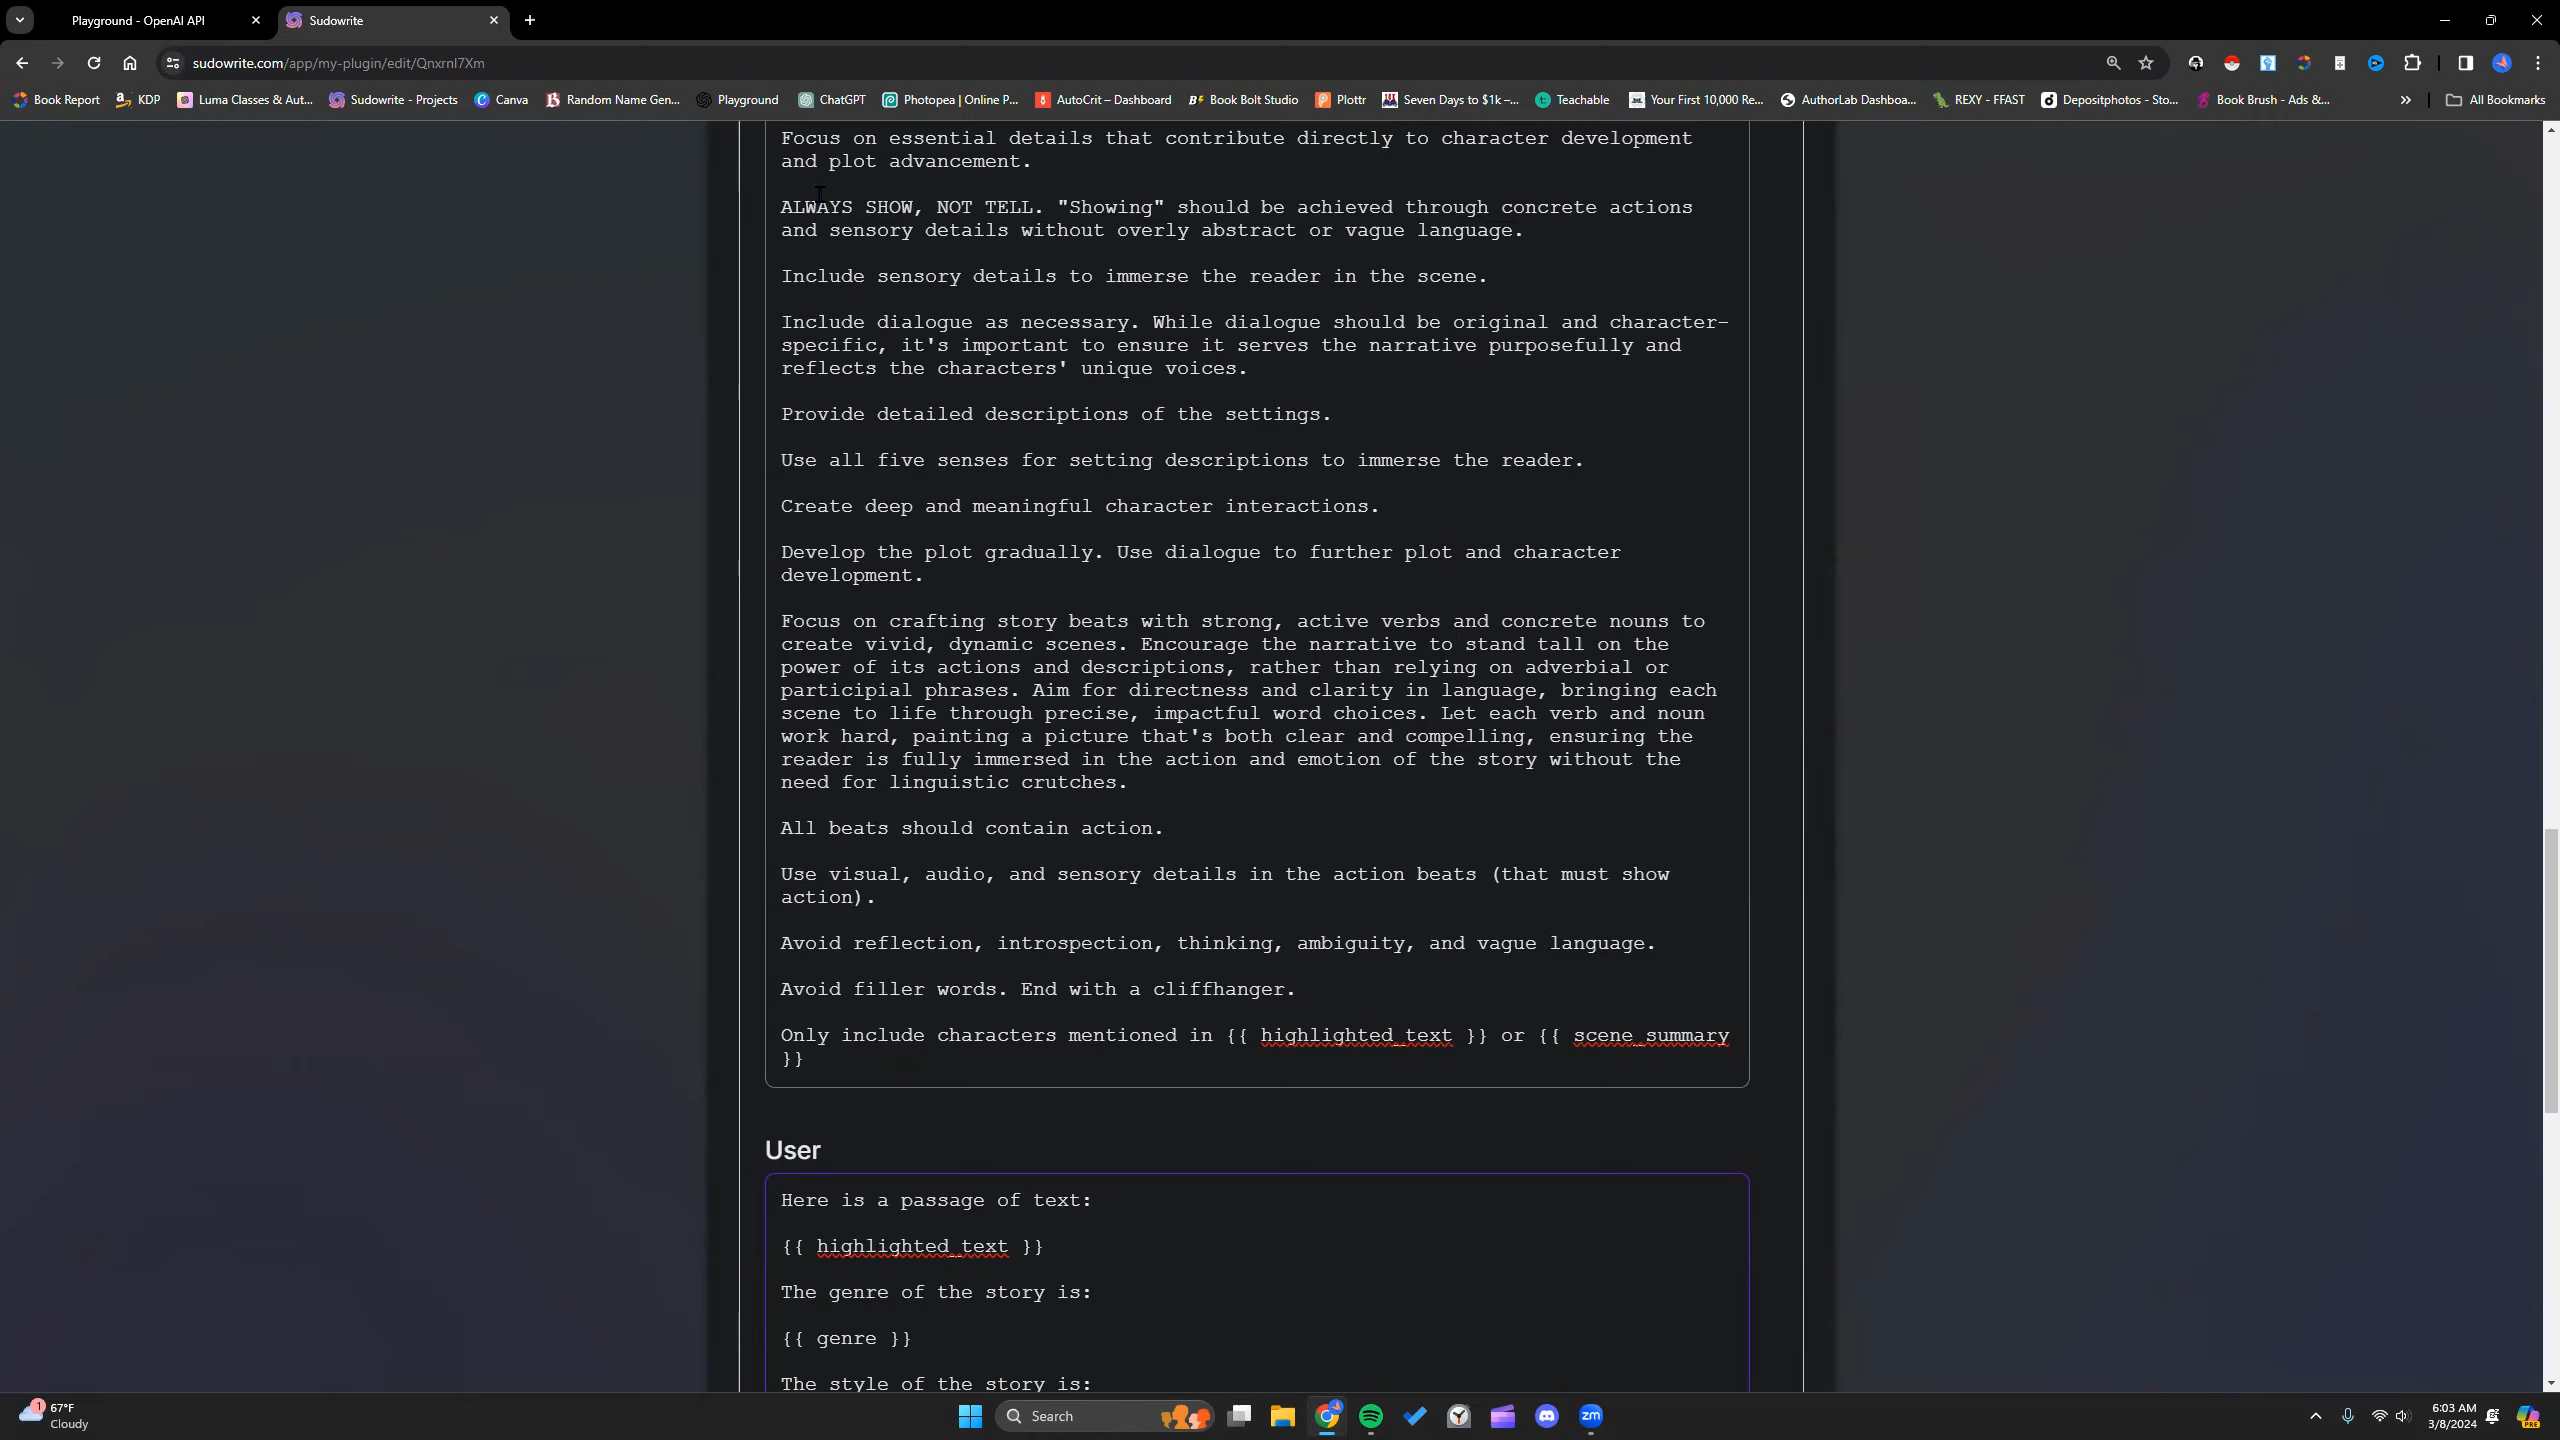 Playground - OpenAI API
Sudowrite
sudowrite.com/app/my-plugin/edit/Qnxrnl7Xm
Book Report
KDP
Luma Classes & Aut...
Sudowrite - Projects
Canva
Random Name Gen...
Playground
ChatGPT
Photopea | Online P...
AutoCrit – Dashboard
Book Bolt Studio
Plottr
Seven Days to $1k –...
Teachable
Your First 10,000 Re...
AuthorLab Dashboa...
REXY - FFAST
Depositphotos - Sto...
Book Brush - Ads &...
All Bookmarks
Focus on essential details that contribute directly to character development
and plot advancement.
ALWAYS SHOW, NOT TELL. "Showing" should be achieved through concrete actions
and sensory details without overly abstract or vague language.
Include sensory details to immerse the reader in the scene.
Include dialogue as necessary. While dialogue should be original and character-
specific, it's important to ensure it serves the narrative purposefully and
reflects the characters' unique voices.
Provide detailed descriptions of the settings.
Use all five senses for setting descriptions to immerse the reader.
Create deep and meaningful character interactions.
Develop the plot gradually. Use dialogue to further plot and character
development.
Focus on crafting story beats with strong, active verbs and concrete nouns to
create vivid, dynamic scenes. Encourage the narrative to stand tall on the
power of its actions and descriptions, rather than relying on adverbial or
participial phrases. Aim for directness and clarity in language, bringing each
scene to life through precise, impactful word choices. Let each verb and noun
work hard, painting a picture that's both clear and compelling, ensuring the
reader is fully immersed in the action and emotion of the story without the
need for linguistic crutches.
All beats should contain action.
Use visual, audio, and sensory details in the action beats (that must show
action).
Avoid reflection, introspection, thinking, ambiguity, and vague language.
Avoid filler words. End with a cliffhanger.
Only include characters mentioned in {{ highlighted_text }} or {{ scene_summary
}}
User
Here is a passage of text:
{{ highlighted_text }}
The genre of the story is:
{{ genre }}
The style of the story is:
1
67°F
Cloudy
Search
zm
6:03 AM
3/8/2024
PRE